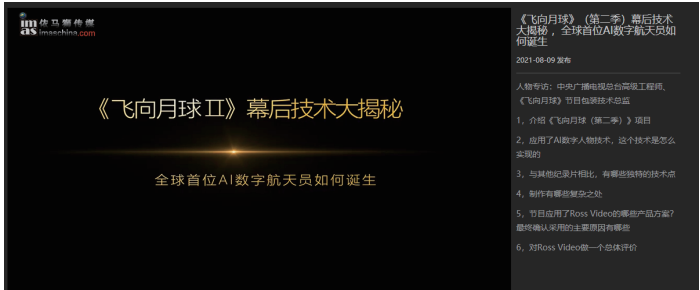 imas 依马狮传媒
imaschina.com
《飞向月球Ⅱ》幕后技术大揭秘
全球首位AI数字航天员如何诞生
《飞向月球》（第二季）幕后技术
大揭秘 ，全球首位AI数字航天员如
何诞生
2021-08-09 发布
人物专访：中央广播电视总台高级工程师、
《飞向月球》节目包装技术总监
1，介绍《飞向月球（第二季）》项目
2，应用了AI数字人物技术，这个技术是怎么
实现的
3，与其他纪录片相比，有哪些独特的技术点
4，制作有哪些复杂之处
5，节目应用了Ross Video的哪些产品方案？
最终确认采用的主要原因有哪些
6，对Ross Video做一个总体评价